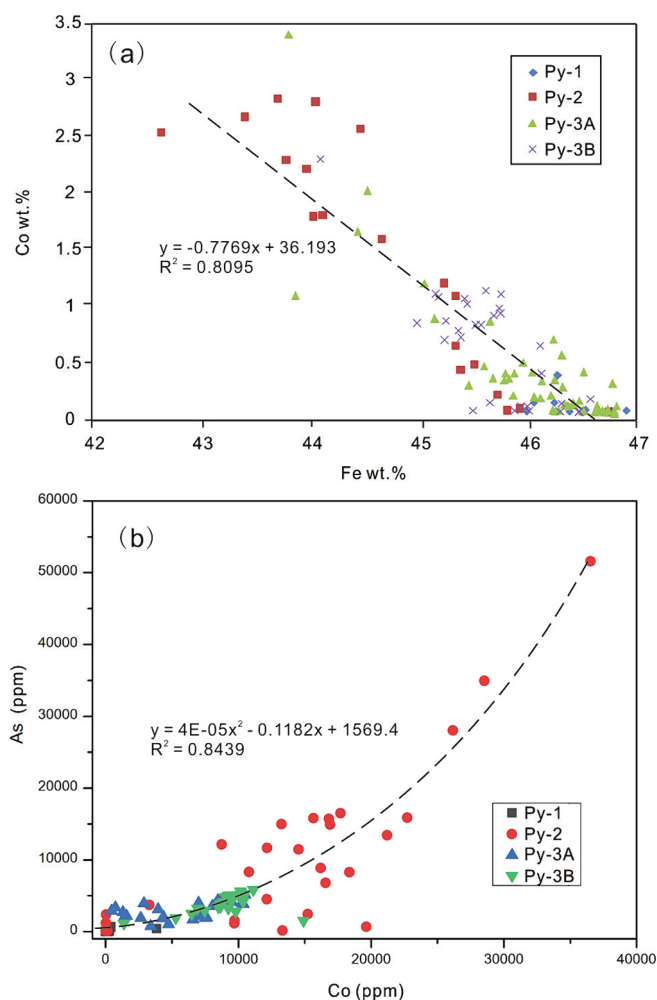 (a)
3.5
3
2.5
2
1.5
1
0.5
0
Co wt.%
Py-1
Py-2
Py-3A
Py-3B
y = -0.7769x + 36.193
R² = 0.8095
42 43 44 45 46 47
Fe wt.%
(b)
60000
50000
40000
30000
20000
10000
0
As (ppm)
y = 4E-05x² - 0.1182x + 1569.4
R² = 0.8439
Py-1
Py-2
Py-3A
Py-3B
0 10000 20000 30000 40000
Co (ppm)